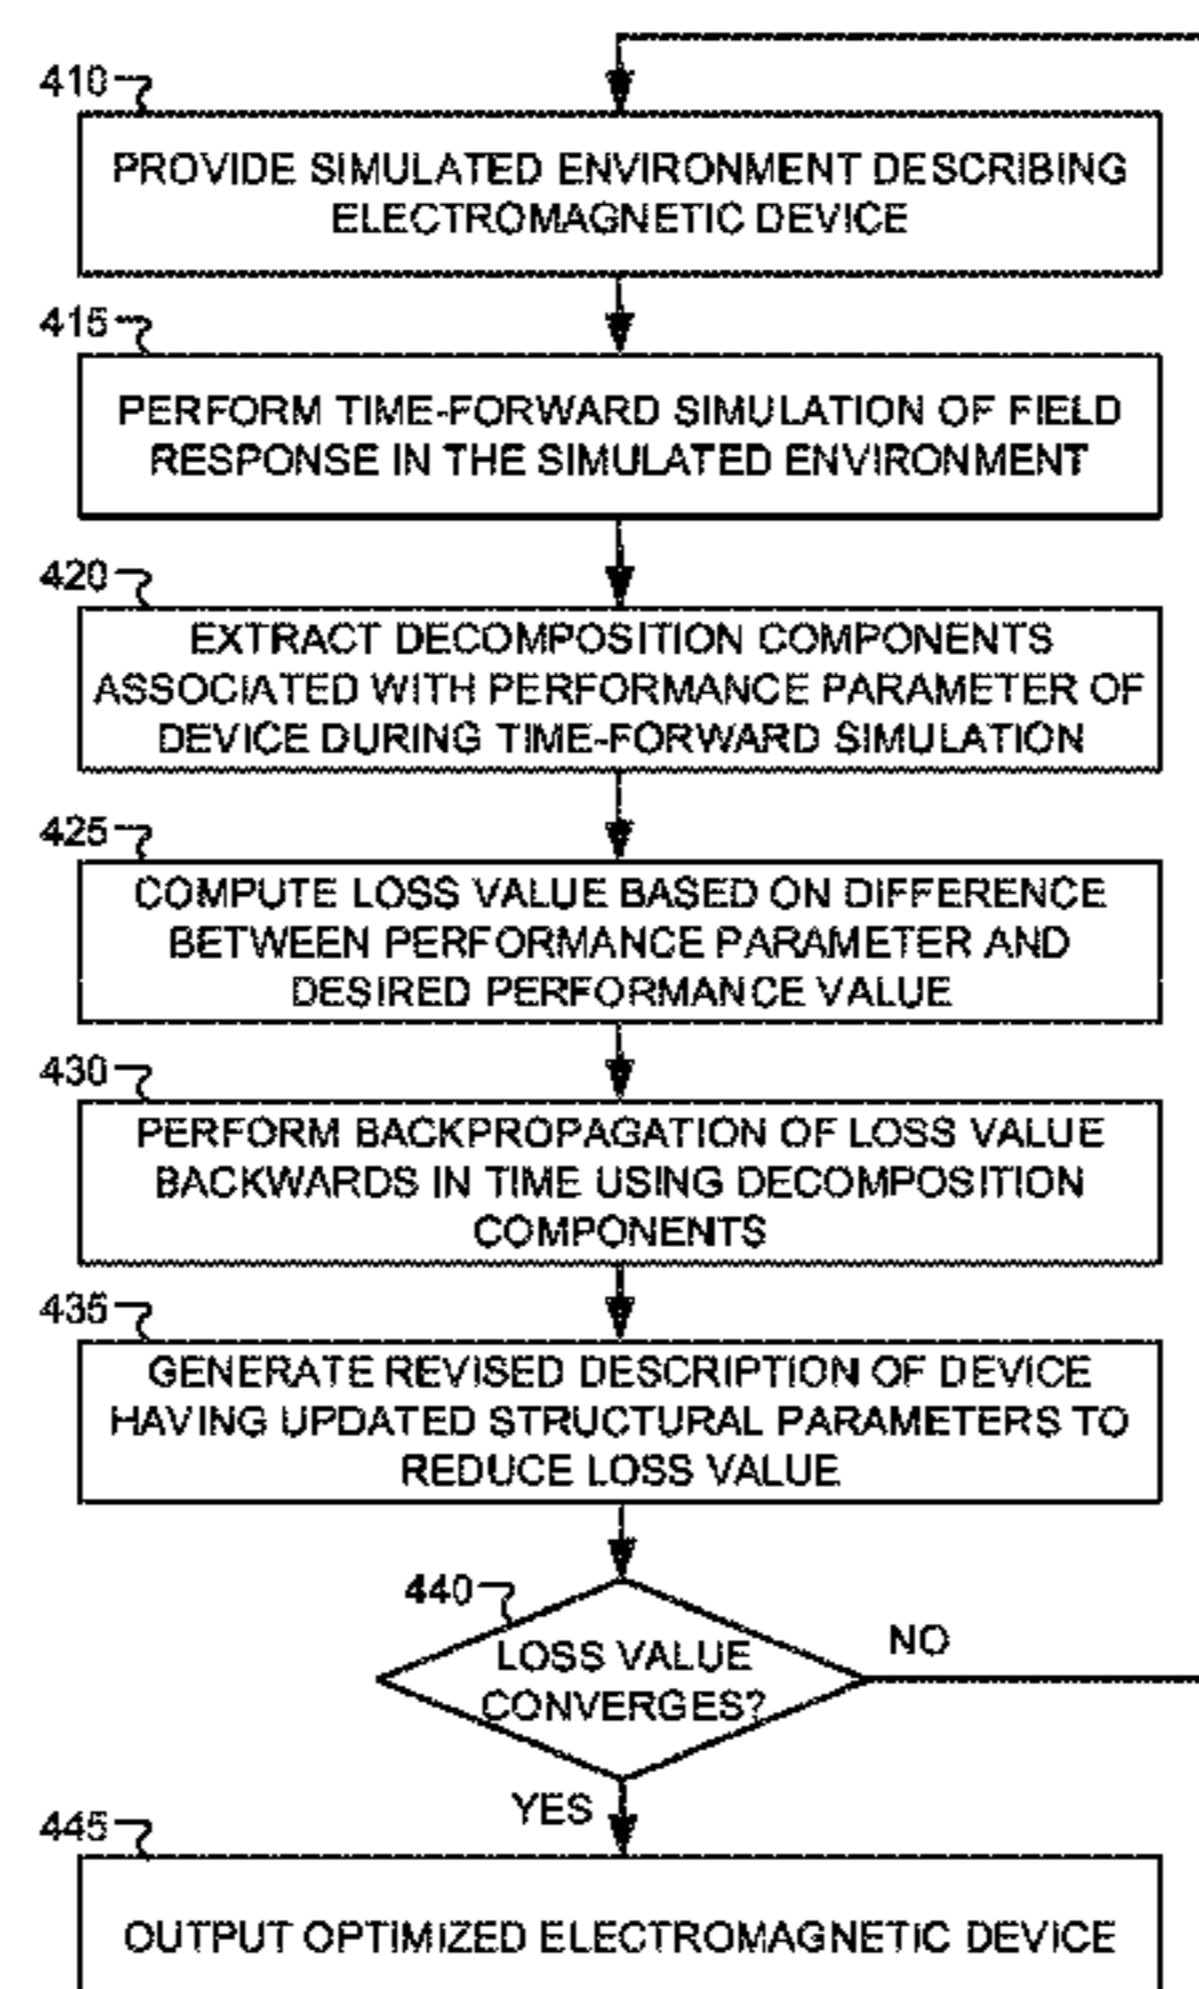 410
PROVIDE SIMULATED ENVIRONMENT DESCRIBING
ELECTROMAGNETIC DEVICE
415
PERFORM TIME-FORWARD SIMULATION OF FIELD
RESPONSE IN THE SIMULATED ENVIRONMENT
420
EXTRACT DECOMPOSITION COMPONENTS
ASSOCIATED WITH PERFORMANCE PARAMETER OF
DEVICE DURING TIME-FORWARD SIMULATION
425
COMPUTE LOSS VALUE BASED ON DIFFERENCE
BETWEEN PERFORMANCE PARAMETER AND
DESIRED PERFORMANCE VALUE
430
PERFORM BACKPROPAGATION OF LOSS VALUE
BACKWARDS IN TIME USING DECOMPOSITION
COMPONENTS
435
GENERATE REVISED DESCRIPTION OF DEVICE
HAVING UPDATED STRUCTURAL PARAMETERS TO
REDUCE LOSS VALUE
440
LOSS VALUE
CONVERGES?
NO
YES
445
OUTPUT OPTIMIZED ELECTROMAGNETIC DEVICE